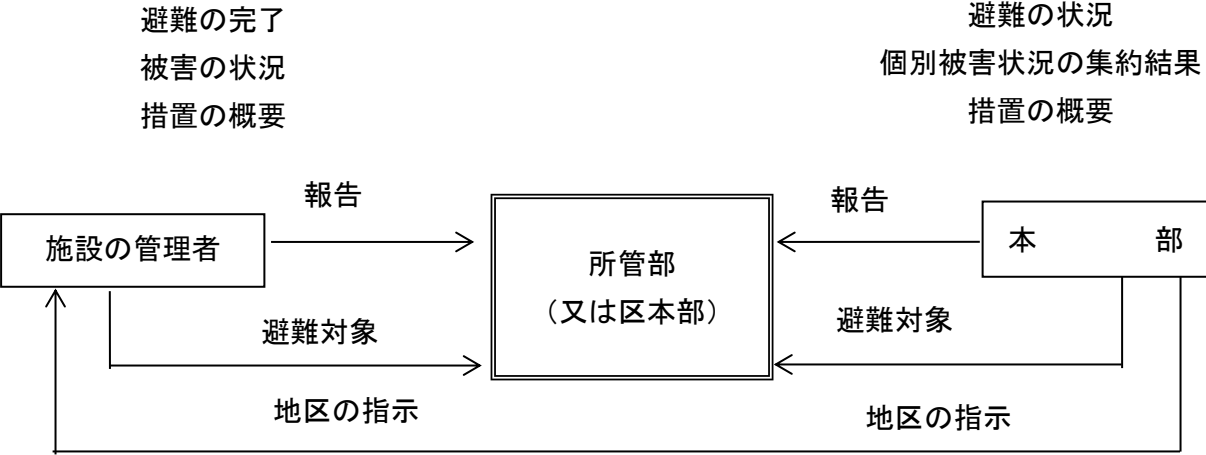 避難の完了
被害の状況
措置の概要
避難の状況
個別被害状況の集約結果
措置の概要
報告
報告
施設の管理者
所管部
（又は区本部）
本　　　　部
避難対象
避難対象
地区の指示
地区の指示